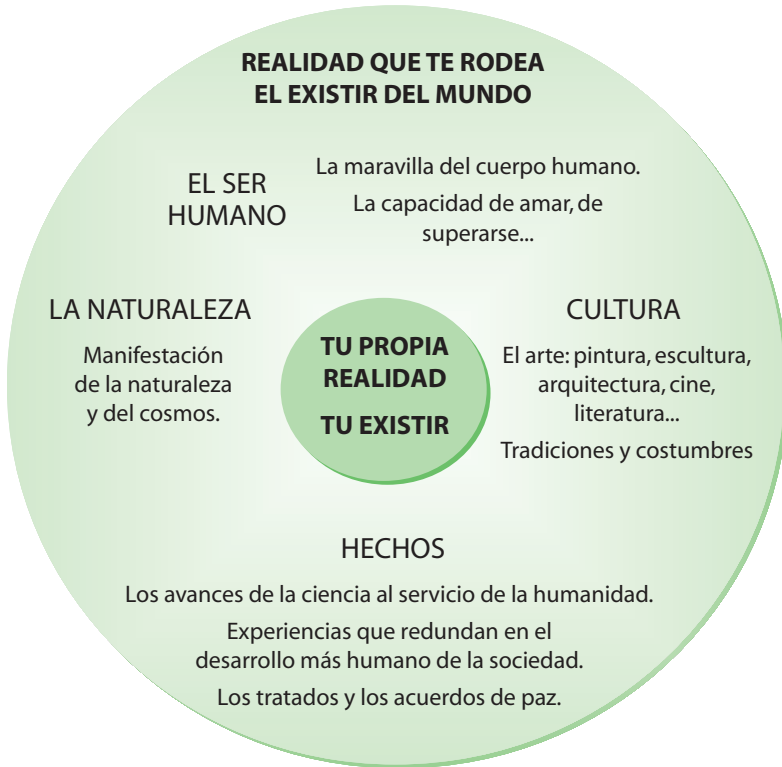 REALIDAD QUE TE RODEA
EL EXISTIR DEL MUNDO
EL SER
HUMANO
La maravilla del cuerpo humano.
La capacidad de amar, de
superarse...
LA NATURALEZA
Manifestación
de la naturaleza
y del cosmos.
TU PROPIA
REALIDAD
TU EXISTIR
CULTURA
El arte: pintura, escultura,
arquitectura, cine,
literatura...
Tradiciones y costumbres
HECHOS
Los avances de la ciencia al servicio de la humanidad.
Experiencias que redundan en el
desarrollo más humano de la sociedad.
Los tratados y los acuerdos de paz.